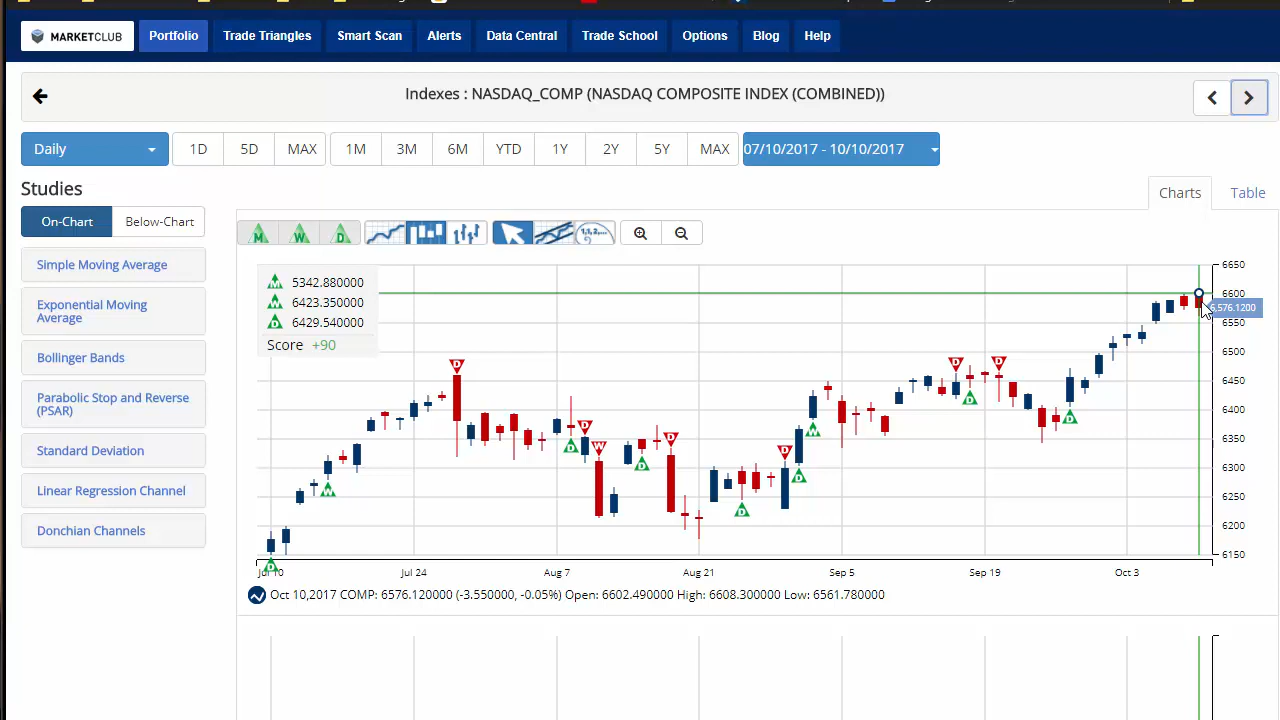 MARKETCLUB Portfolio Trade Triangles Smart Scan Alerts Data Central Trade School Options Blog Help
Indexes : NASDAQ_COMP (NASDAQ COMPOSITE INDEX (COMBINED))
Daily 1D 5D MAX 1M 3M 6M YTD 1Y 2Y 5Y MAX 07/10/2017 - 10/10/2017
Studies
Charts Table
On-Chart Below-Chart
M W D
Simple Moving Average
Exponential Moving
Average
Bollinger Bands
Parabolic Stop and Reverse
(PSAR)
Standard Deviation
Linear Regression Channel
Donchian Channels
M 5342.880000
W 6423.350000
D 6429.540000
Score +90
6650
6600
6,576.1200
6550
6500
6450
6400
6350
6300
6250
6200
6150
D
D
D
W
D
D
D
D
D
D
W
D
D
D
D
W
D
Jul 10 Jul 24 Aug 7 Aug 21 Sep 5 Sep 19 Oct 3
Oct 10,2017 COMP: 6576.120000 (-3.550000, -0.05%) Open: 6602.490000 High: 6608.300000 Low: 6561.780000